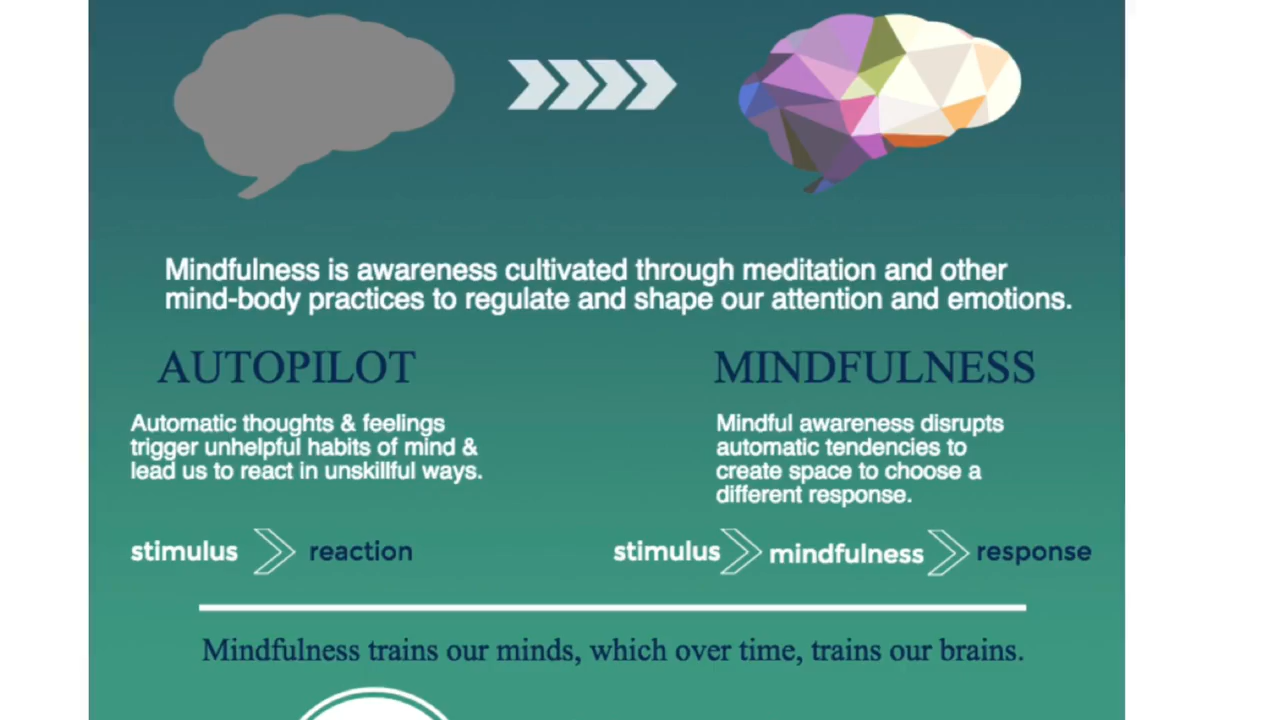 Mindfulness is awareness cultivated through meditation and other
mind-body practices to regulate and shape our attention and emotions.
AUTOPILOT
Automatic thoughts & feelings
trigger unhelpful habits of mind &
lead us to react in unskillful ways.
stimulus reaction
MINDFULNESS
Mindful awareness disrupts
automatic tendencies to
create space to choose a
different response.
stimulus mindfulness response
Mindfulness trains our minds, which over time, trains our brains.